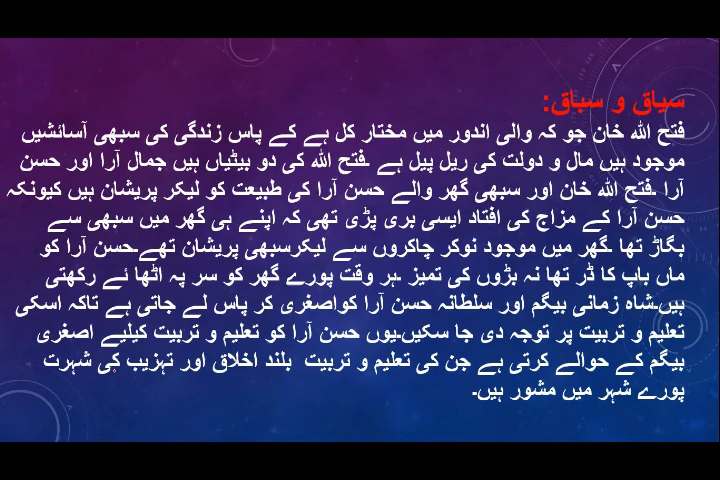 سیاق و سباق:
فتح اللہ خان جو کہ والی اندور میں مختار کل ہے کے پاس زندگی کی سبھی آسائشیں
موجود ہیں مال و دولت کی ریل پیل ہے ۔فتح اللہ کی دو بیٹیاں ہیں جمال آرا اور حسن
آرا ۔فتح اللہ خان اور سبھی گھر والے حسن آرا کی طبیعت کو لیکر پریشان ہیں کیونکہ
حسن آرا کے مزاج کی افتاد ایسی بری پڑی تھی کہ اپنے ہی گھر میں سبھی سے
بگاڑ تھا ۔گھر میں موجود نوکر چاکروں سے لیکرسبھی پریشان تھے۔حسن آرا کو
ماں باپ کا ڈر تھا نہ بڑوں کی تمیز ۔ہر وقت پورے گھر کو سر پہ اٹھا ئے رکھتی
ہیں۔شاہ زمانی بیگم اور سلطانہ حسن آرا کواصغری کر پاس لے جاتی ہے تاکہ اسکی
تعلیم و تربیت پر توجہ دی جا سکیں۔یوں حسن آرا کو تعلیم و تربیت کیلیے اصغری
بیگم کے حوالے کرتی ہے جن کی تعلیم و تربیت بلند اخلاق اور تہزیب کی شہرت
پورے شہر میں مشور ہیں۔